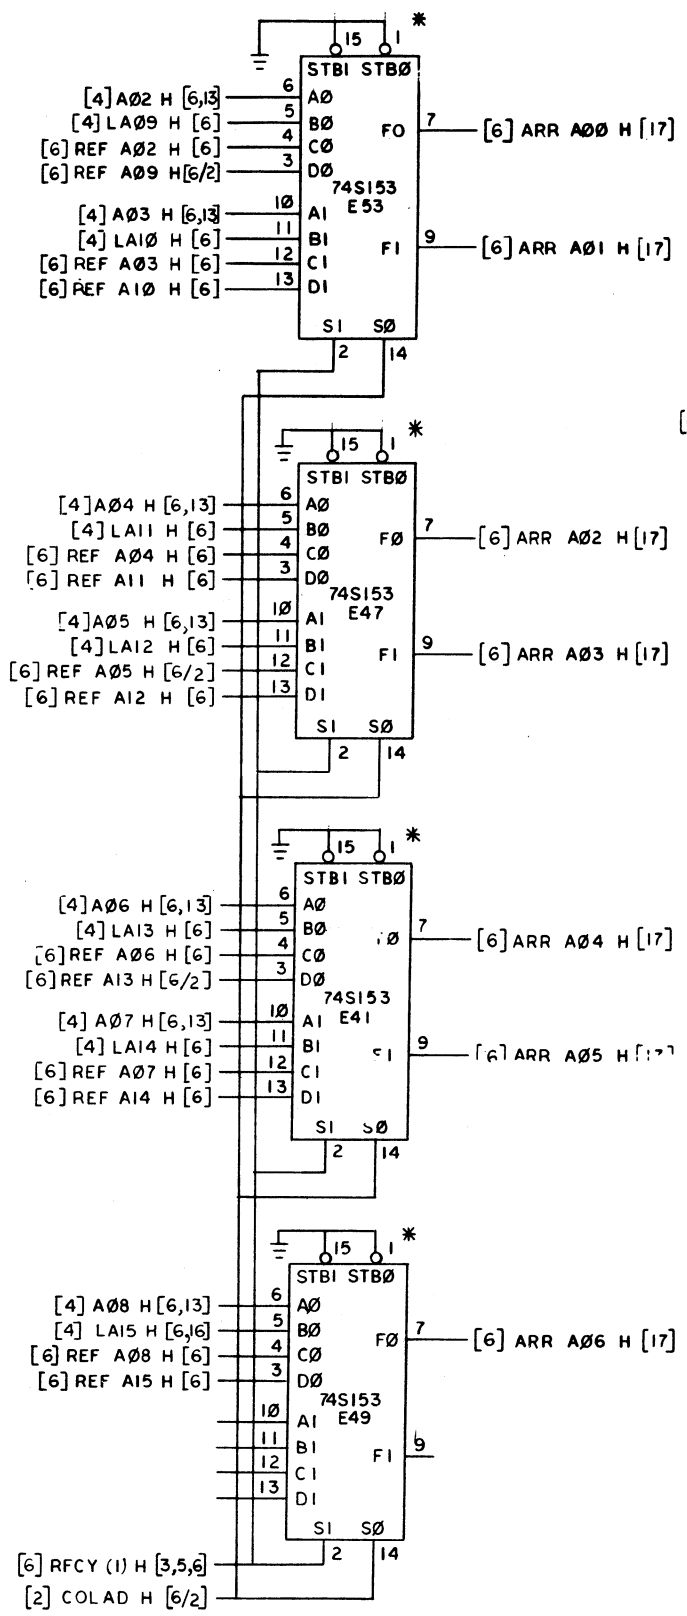 15 1 *
STB1 STBØ
[4] AØ2 H [6,13] 6 AØ
[4] LAØ9 H [6] 5 BØ
[6] REF AØ2 H [6] 4 CØ
[6] REF AØ9 H[6/2] 3 DØ
FO 7 [6] ARR AØØ H [17]
74S153
E53
[4] AØ3 H [6,13] 1Ø A1
[4] LA1Ø H [6] 11 B1
[6] REF AØ3 H [6] 12 C1
[6] REF A1Ø H [6] 13 D1
F1 9 [6] ARR AØ1 H [17]
S1 SØ
2 14
15 1 *
STB1 STBØ
[4] AØ4 H [6,13] 6 AØ
[4] LA11 H [6] 5 BØ
[6] REF AØ4 H [6] 4 CØ
[6] REF A11 H [6] 3 DØ
FØ 7 [6] ARR AØ2 H [17]
74S153
E47
[4] AØ5 H [6,13] 1Ø A1
[4] LA12 H [6] 11 B1
[6] REF AØ5 H [6/2] 12 C1
[6] REF A12 H [6] 13 D1
F1 9 [6] ARR AØ3 H [17]
S1 SØ
2 14
15 1 *
STB1 STBØ
[4] AØ6 H [6,13] 6 AØ
[4] LA13 H [6] 5 BØ
[6] REF AØ6 H [6] 4 CØ
[6] REF A13 H [6/2] 3 DØ
7 [6] ARR AØ4 H [17]
74S153
E41
[4] AØ7 H [6,13] 1Ø A1
[4] LA14 H [6] 11 B1
[6] REF AØ7 H [6] 12 C1
[6] REF A14 H [6] 13 D1
9 [6] ARR AØ5 H
S1 SØ
2 14
15 1 *
STB1 STBØ
[4] AØ8 H [6,13] 6 AØ
[4] LA15 H [6,16] 5 BØ
[6] REF AØ8 H [6] 4 CØ
[6] REF A15 H [6] 3 DØ
FØ 7 [6] ARR AØ6 H [17]
74S153
E49
1Ø A1
11 B1
12 C1
13 D1
F1 9
S1 SØ
2 14
[6] RFCY (1) H [3,5,6]
[2] COLAD H [6/2]